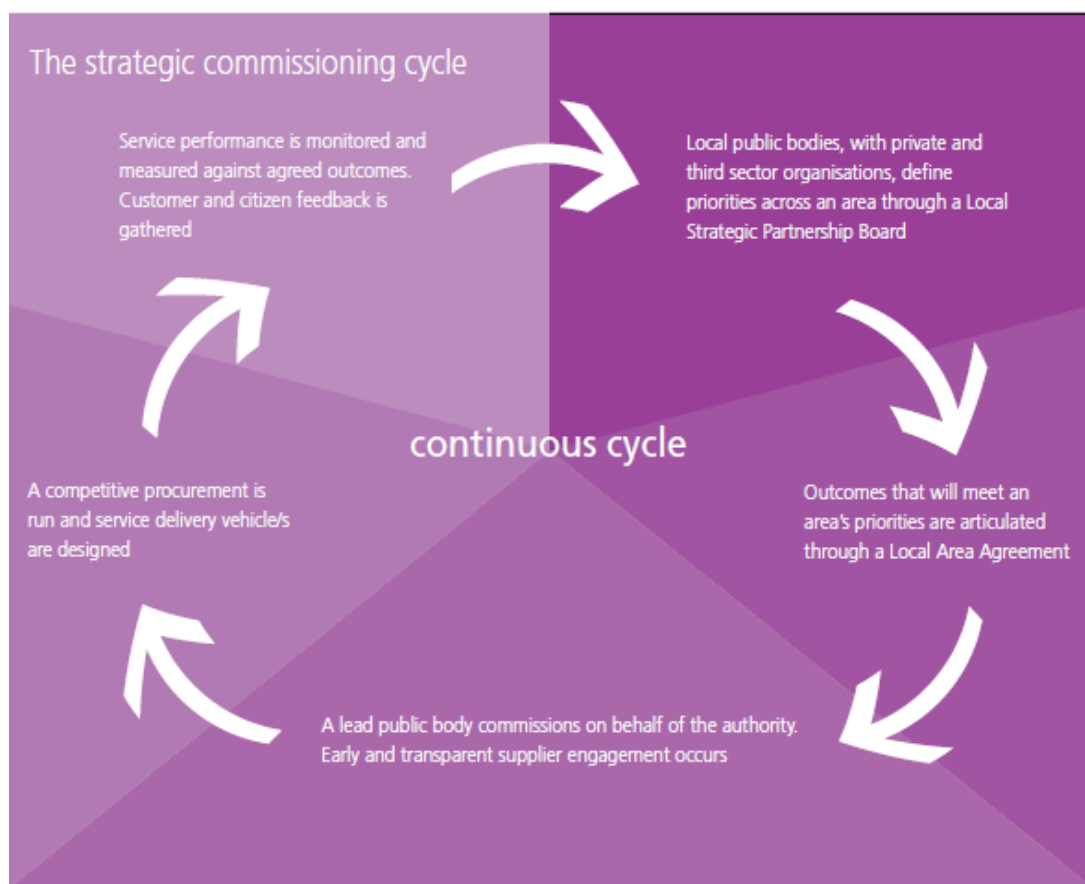 The strategic commissioning cycle
Service performance is monitored and
measured against agreed outcomes.
Customer and citizen feedback is
gathered
Local public bodies, with private and
third sector organisations, define
priorities across an area through a Local
Strategic Partnership Board
continuous cycle
Outcomes that will meet an
area's priorities are articulated
through a Local Area Agreement
A lead public body commissions on behalf of the authority.
Early and transparent supplier engagement occurs
A competitive procurement is
run and service delivery vehicle/s
are designed